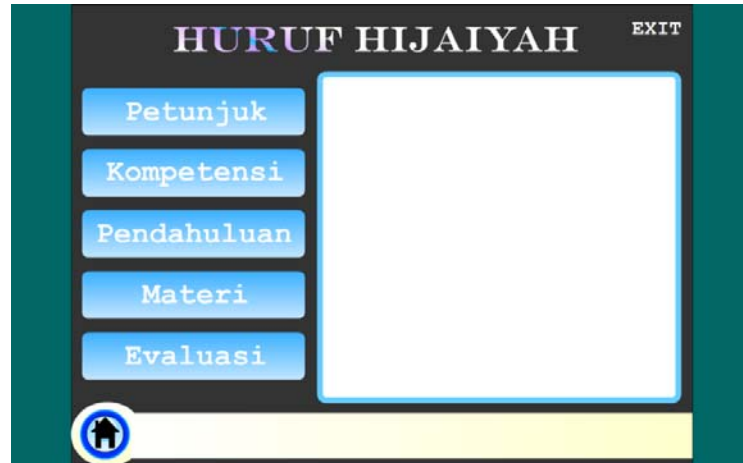 HURUF HIJAIYAH
EXIT
Petunjuk
Kompetensi
Pendahuluan
Materi
Evaluasi